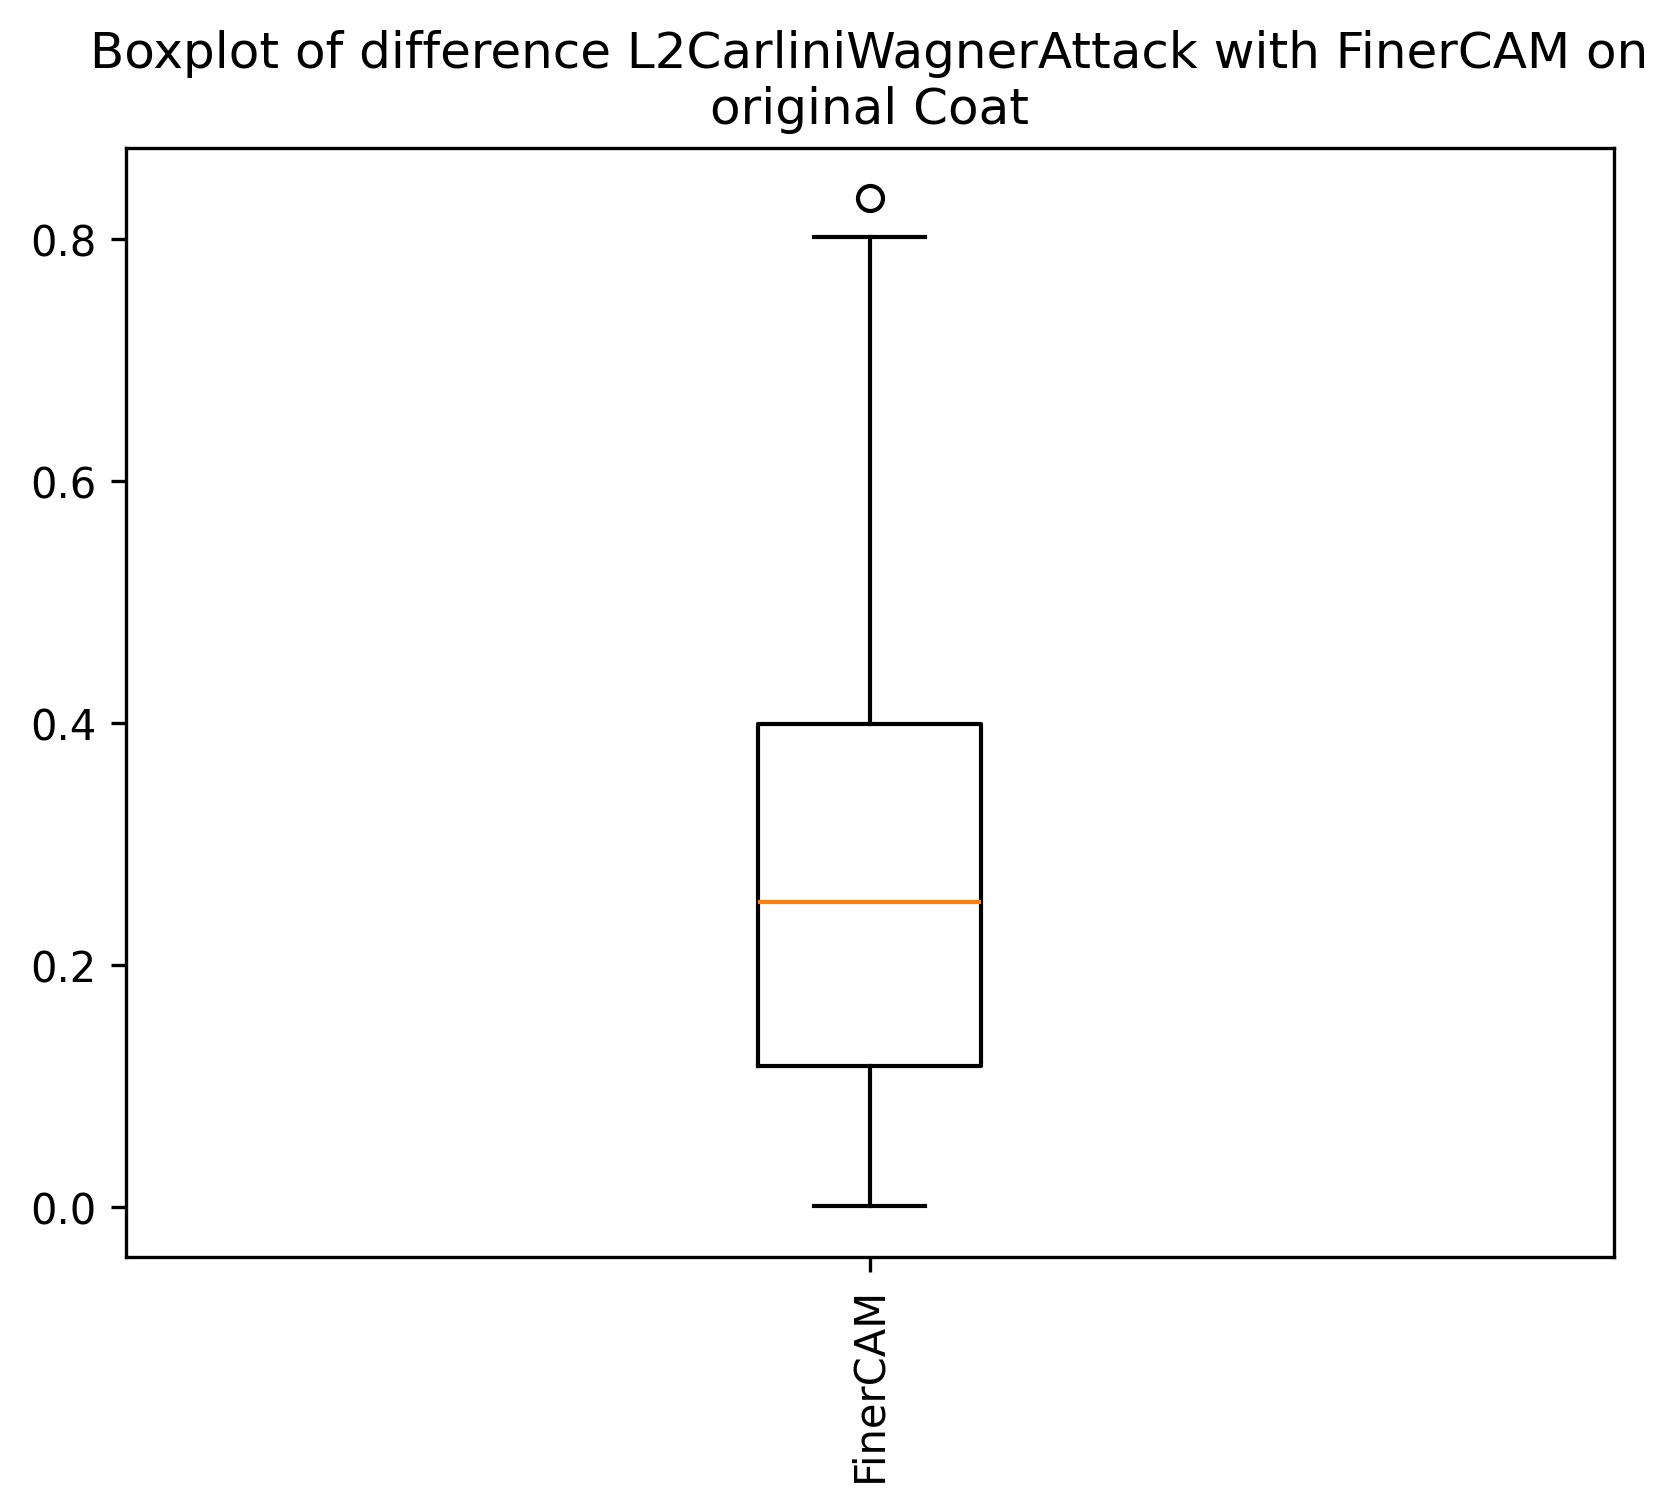 Boxplot of difference L2CarliniWagnerAttack with FinerCAM on
original Coat
0.8
0.6
0.4
0.2
0.0
FinerCAM